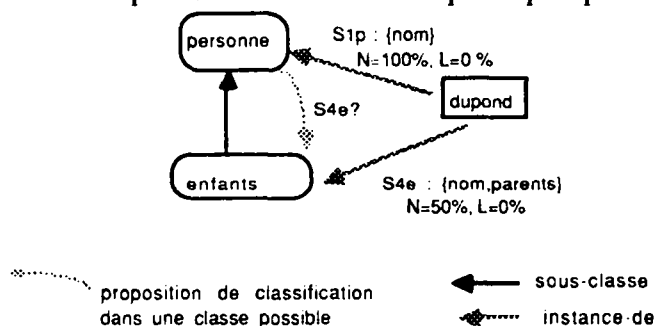 personne
S1p : {nom}
N=100%, L=0 %
dupond
S4e?
enfants
S4e : {nom,parents}
N=50%, L=0%
proposition de classification
dans une classe possible
sous-classe
instance-de